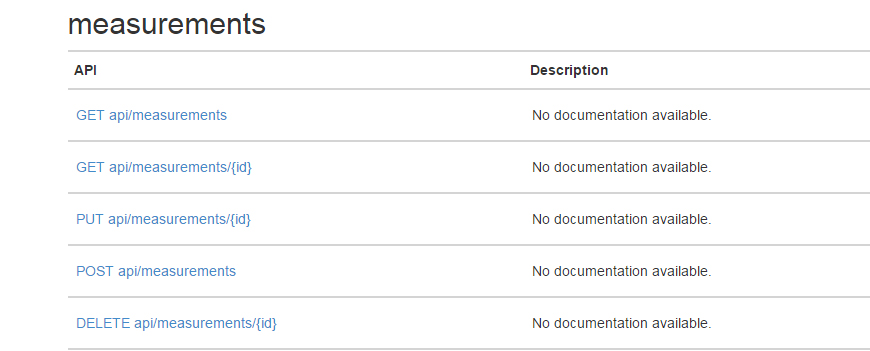 measurements
API Description
GET api/measurements No documentation available.
GET api/measurements/{id} No documentation available.
PUT api/measurements/{id} No documentation available.
POST api/measurements No documentation available.
DELETE api/measurements/{id} No documentation available.